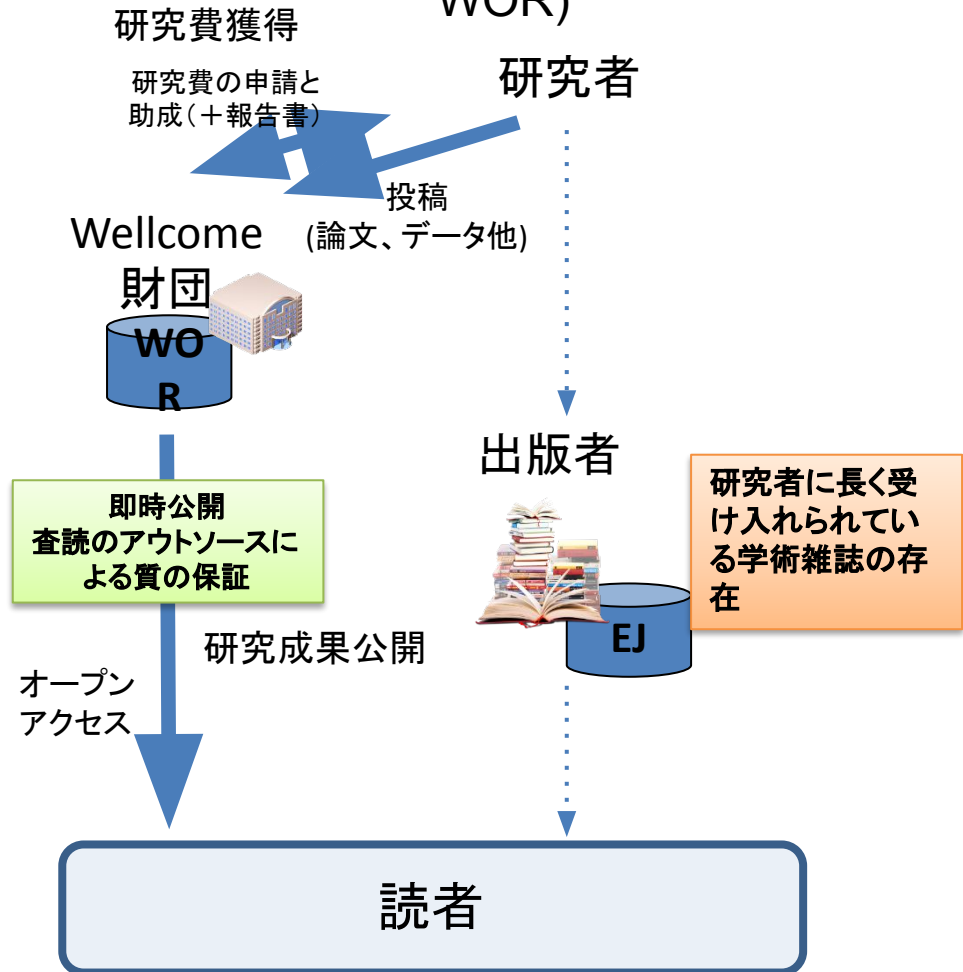 WOR)
研究費獲得
研究者
研究費の申請と
助成(+報告書)
投稿
(論文、データ他)
Wellcome
財団
WO
R
出版者
即時公開
査読のアウトソースに
よる質の保証
研究者に長く受
け入れられてい
る学術雑誌の存
在
EJ
研究成果公開
オープン
アクセス
読者